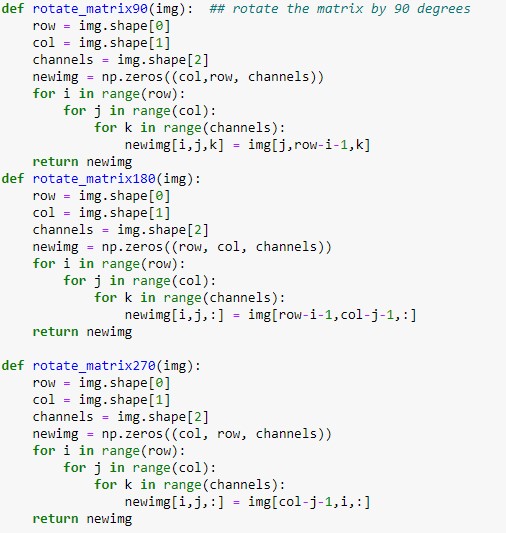 def rotate_matrix90(img):  ## rotate the matrix by 90 degrees
    row = img.shape[0]
    col = img.shape[1]
    channels = img.shape[2]
    newimg = np.zeros((col,row, channels))
    for i in range(row):
        for j in range(col):
            for k in range(channels):
                newimg[i,j,k] = img[j,row-i-1,k]
    return newimg
def rotate_matrix180(img):
    row = img.shape[0]
    col = img.shape[1]
    channels = img.shape[2]
    newimg = np.zeros((row, col, channels))
    for i in range(row):
        for j in range(col):
            for k in range(channels):
                newimg[i,j,:] = img[row-i-1,col-j-1,:]
    return newimg

def rotate_matrix270(img):
    row = img.shape[0]
    col = img.shape[1]
    channels = img.shape[2]
    newimg = np.zeros((col, row, channels))
    for i in range(row):
        for j in range(col):
            for k in range(channels):
                newimg[i,j,:] = img[col-j-1,i,:]
    return newimg